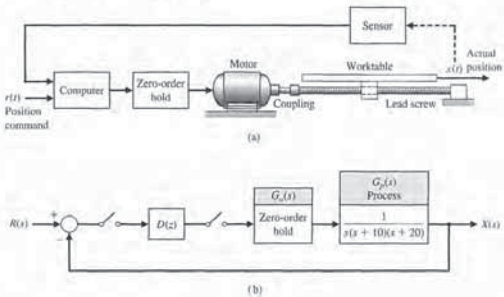 Sensor
Actual
position
Motor
Worktable
x(t)
Computer
Zero-order
hold
r(t)
Position
command
Coupling
Lead screw
(a)
G₀(s)
G_p(s)
Process
R(s)
+
−
D(z)
Zero-order
hold
1
s(s + 10)(s + 20)
X(s)
(b)